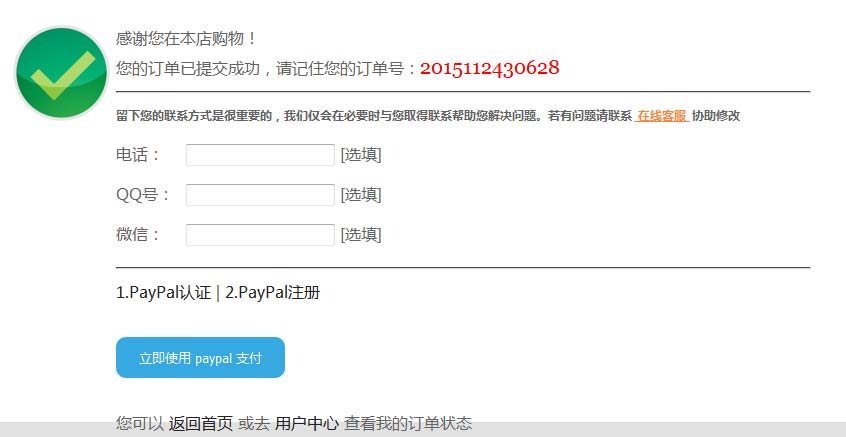 感谢您在本店购物！
您的订单已提交成功，请记住您的订单号：2015112430628
留下您的联系方式是很重要的，我们仅会在必要时与您取得联系帮助您解决问题。若有问题请联系 在线客服 协助修改
电话： [选填]
QQ号： [选填]
微信： [选填]
1.PayPal认证 | 2.PayPal注册
立即使用 paypal 支付
您可以 返回首页 或去 用户中心 查看我的订单状态